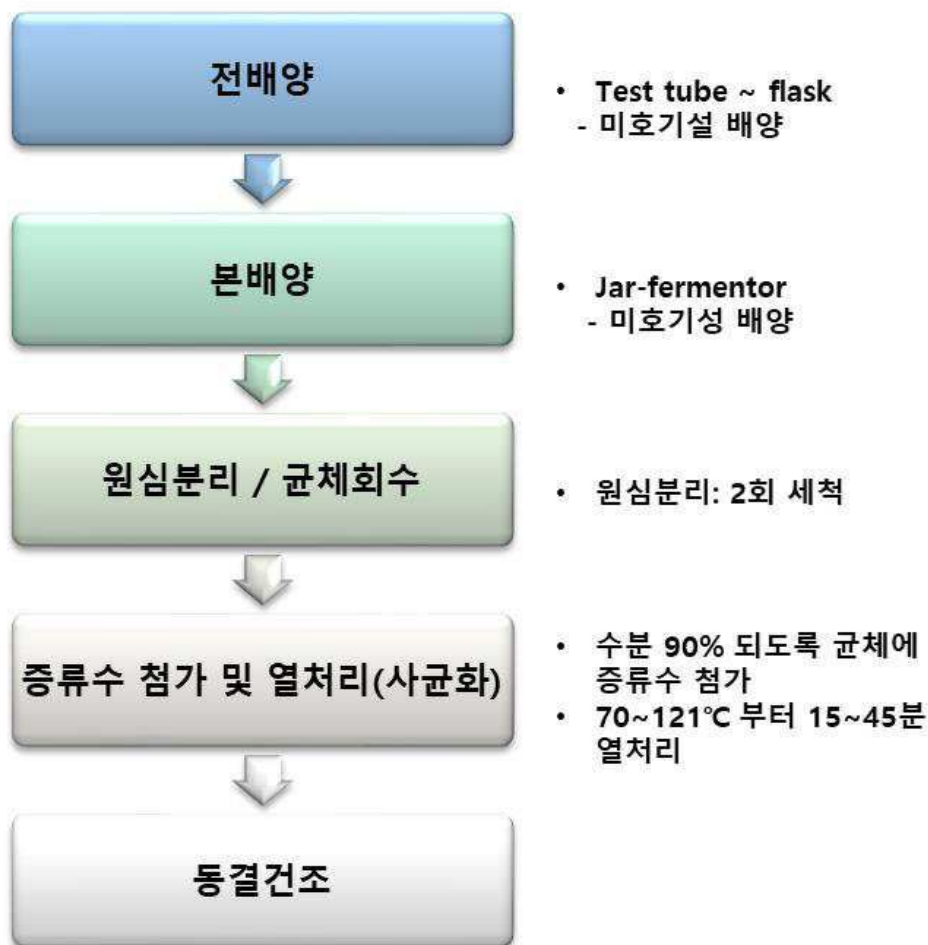 전배양
• Test tube ~ flask
- 미호기설 배양
본배양
• Jar-fermentor
- 미호기성 배양
원심분리 / 균체회수
• 원심분리: 2회 세척
증류수 첨가 및 열처리(사균화)
• 수분 90% 되도록 균체에
증류수 첨가
• 70~121℃ 부터 15~45분
열처리
동결건조